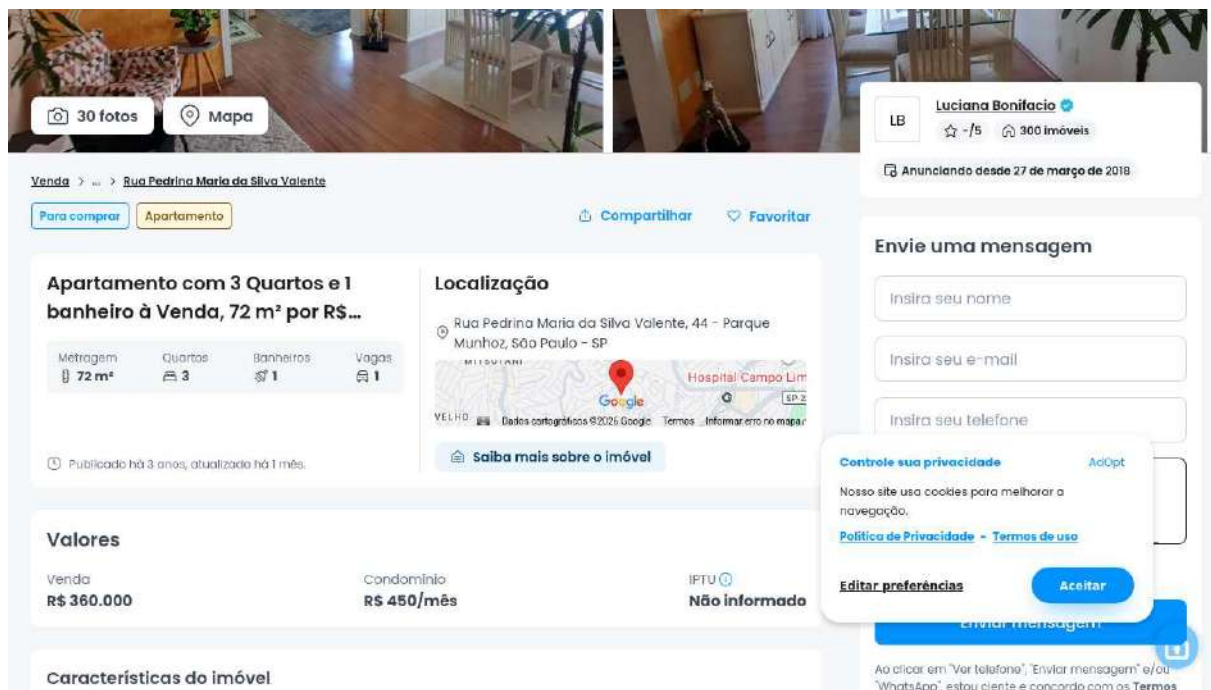 30 fotos
Mapa
LB
Luciana Bonifacio
-/5
300 imóveis
Anunciando desde 27 de março de 2018
Venda > ... > Rua Pedrina Maria da Silva Valente
Para comprar
Apartamento
Compartilhar
Favoritar
Apartamento com 3 Quartos e 1
banheiro à Venda, 72 m² por R$...
Metragem
72 m²
Quartos
3
Banheiros
1
Vagas
1
Publicado há 3 anos, atualizado há 1 mês.
Localização
Rua Pedrina Maria da Silva Valente, 44 - Parque
Munhoz, São Paulo - SP
MITSUTANI
Hospital Campo Lim
Google
G
SP-2
VELHO
Dados cartográficos ©2025 Google
Termos
Informar erro no mapa
Saiba mais sobre o imóvel
Valores
Venda
R$ 360.000
Condomínio
R$ 450/mês
IPTU
Não informado
Características do imóvel
Envie uma mensagem
Insira seu nome
Insira seu e-mail
Insira seu telefone
Controle sua privacidade
AdOpt
Nosso site usa cookies para melhorar a
navegação.
Política de Privacidade - Termos de uso
Editar preferências
Aceitar
Enviar mensagem
Ao clicar em "Ver telefone", "Enviar mensagem" e/ou
"WhatsApp", estou ciente e concordo com os Termos